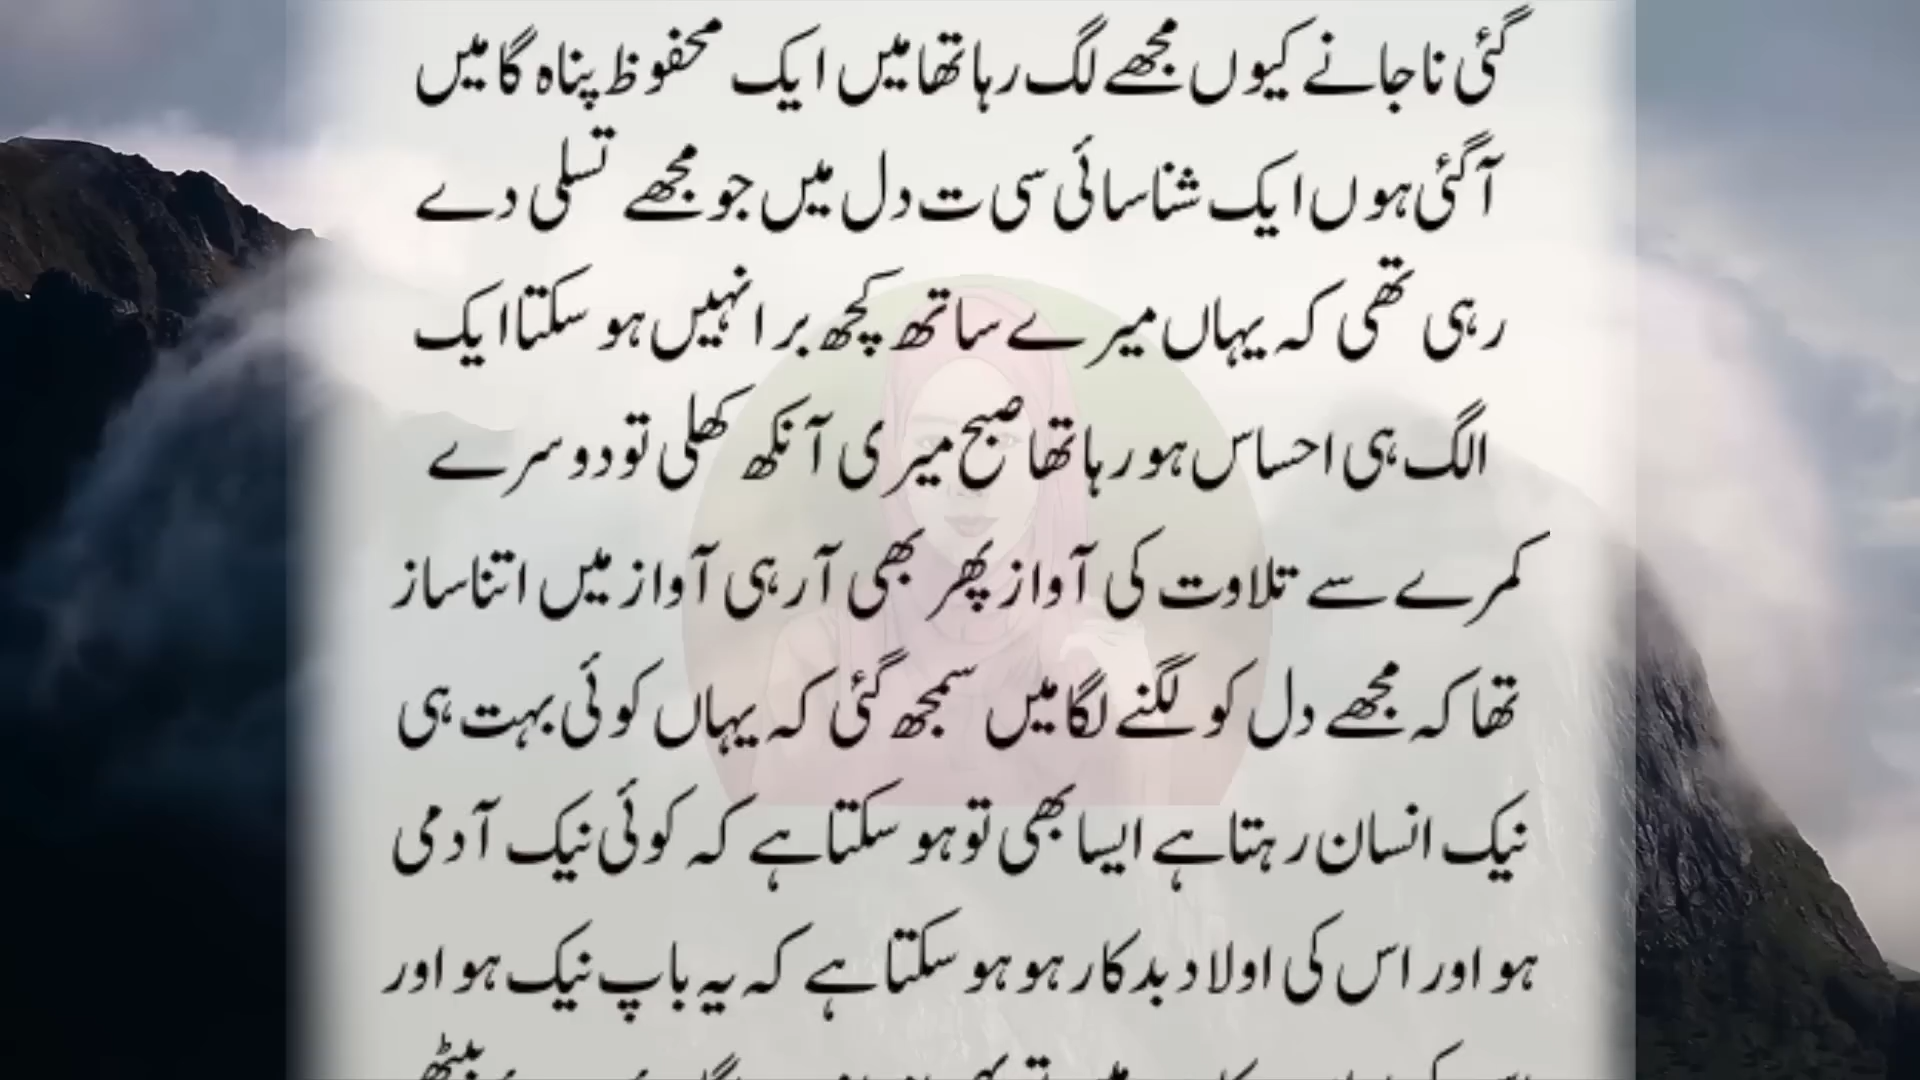 گئی نا جانے کیوں مجھے لگ رہا تھا میں ایک محفوظ پناہ گا میں
آگئی ہوں ایک شناسائی سی ت دل میں جو مجھے تسلی دے
رہی تھی کہ یہاں میرے ساتھ کچھ برا نہیں ہو سکتا ایک
الگ ہی احساس ہو رہا تھا صبح میری آنکھ کھلی تو دوسرے
کمرے سے تلاوت کی آواز پھر بھی آرہی آواز میں اتنا ساز
تھا کہ مجھے دل کو لگنے لگا میں سمجھ گئی کہ یہاں کوئی بہت ہی
نیک انسان رہتا ہے ایسا بھی تو ہو سکتا ہے کہ کوئی نیک آدمی
ہو اور اس کی اولاد بدکار ہو ہو سکتا ہے کہ یہ باپ نیک ہو اور